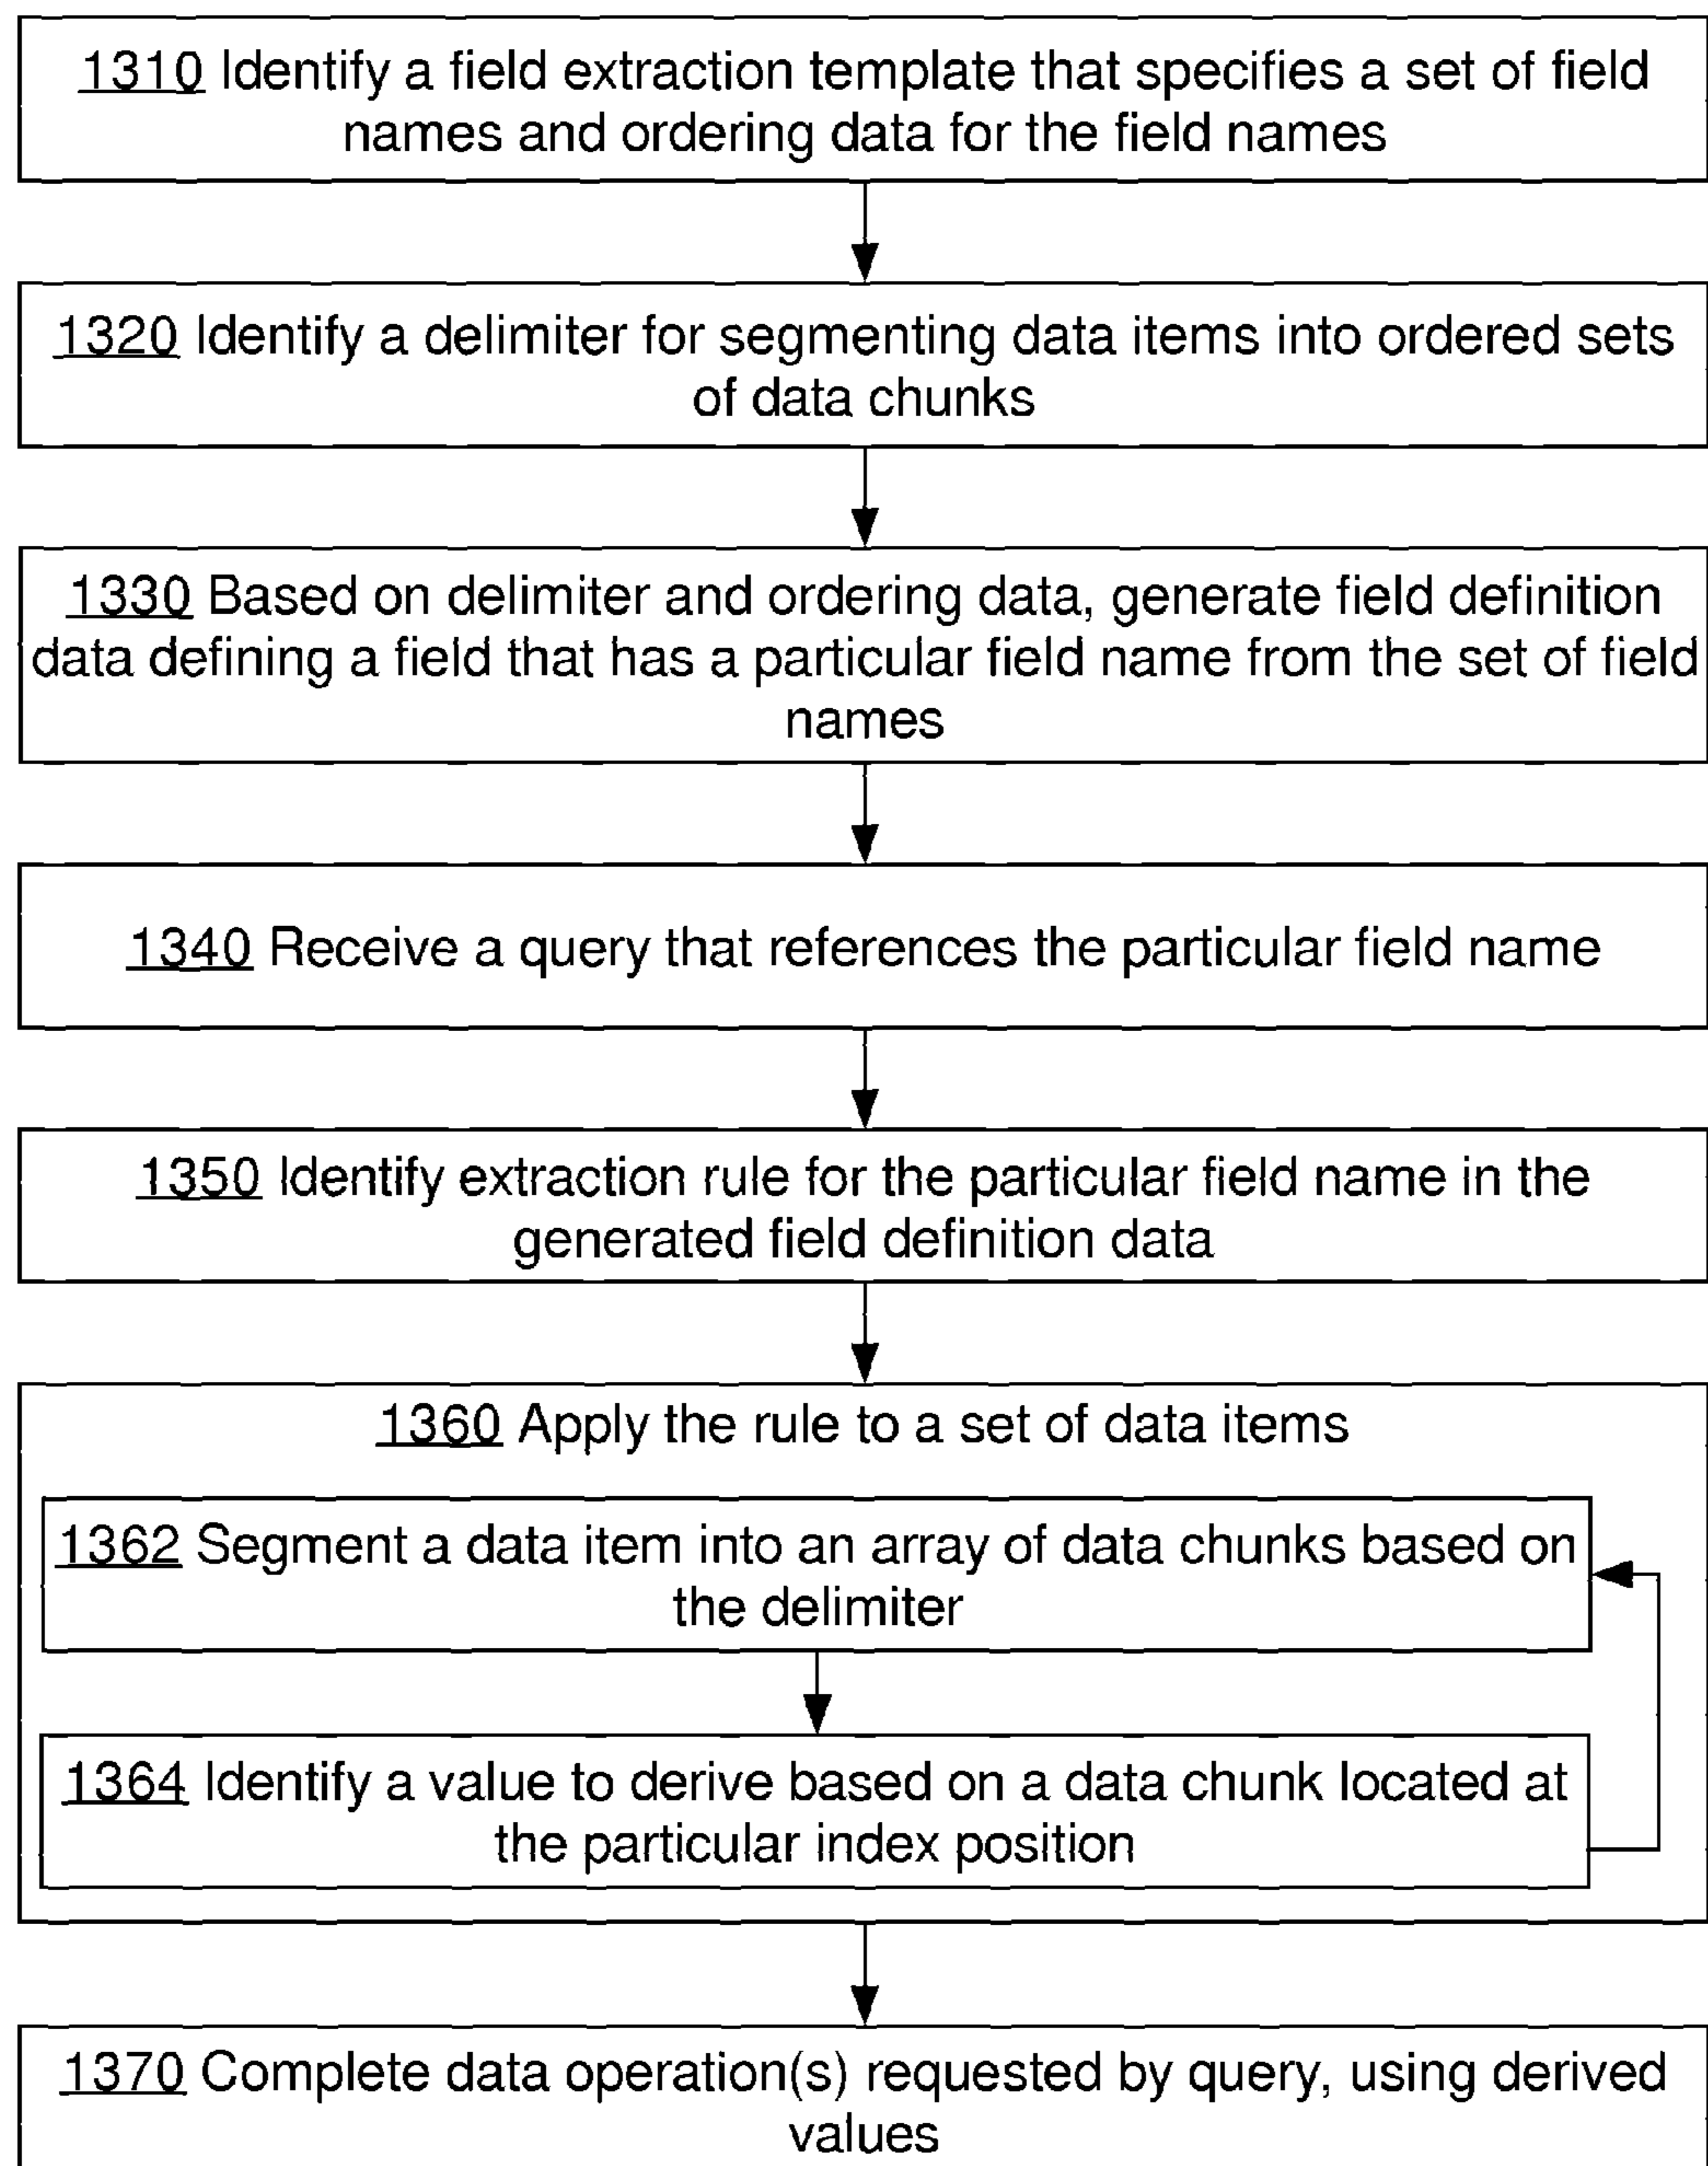 1310 Identify a field extraction template that specifies a set of field
names and ordering data for the field names
1320 Identify a delimiter for segmenting data items into ordered sets
of data chunks
1330 Based on delimiter and ordering data, generate field definition
data defining a field that has a particular field name from the set of field
names
1340 Receive a query that references the particular field name
1350 Identify extraction rule for the particular field name in the
generated field definition data
1360 Apply the rule to a set of data items
1362 Segment a data item into an array of data chunks based on
the delimiter
1364 Identify a value to derive based on a data chunk located at
the particular index position
1370 Complete data operation(s) requested by query, using derived
values